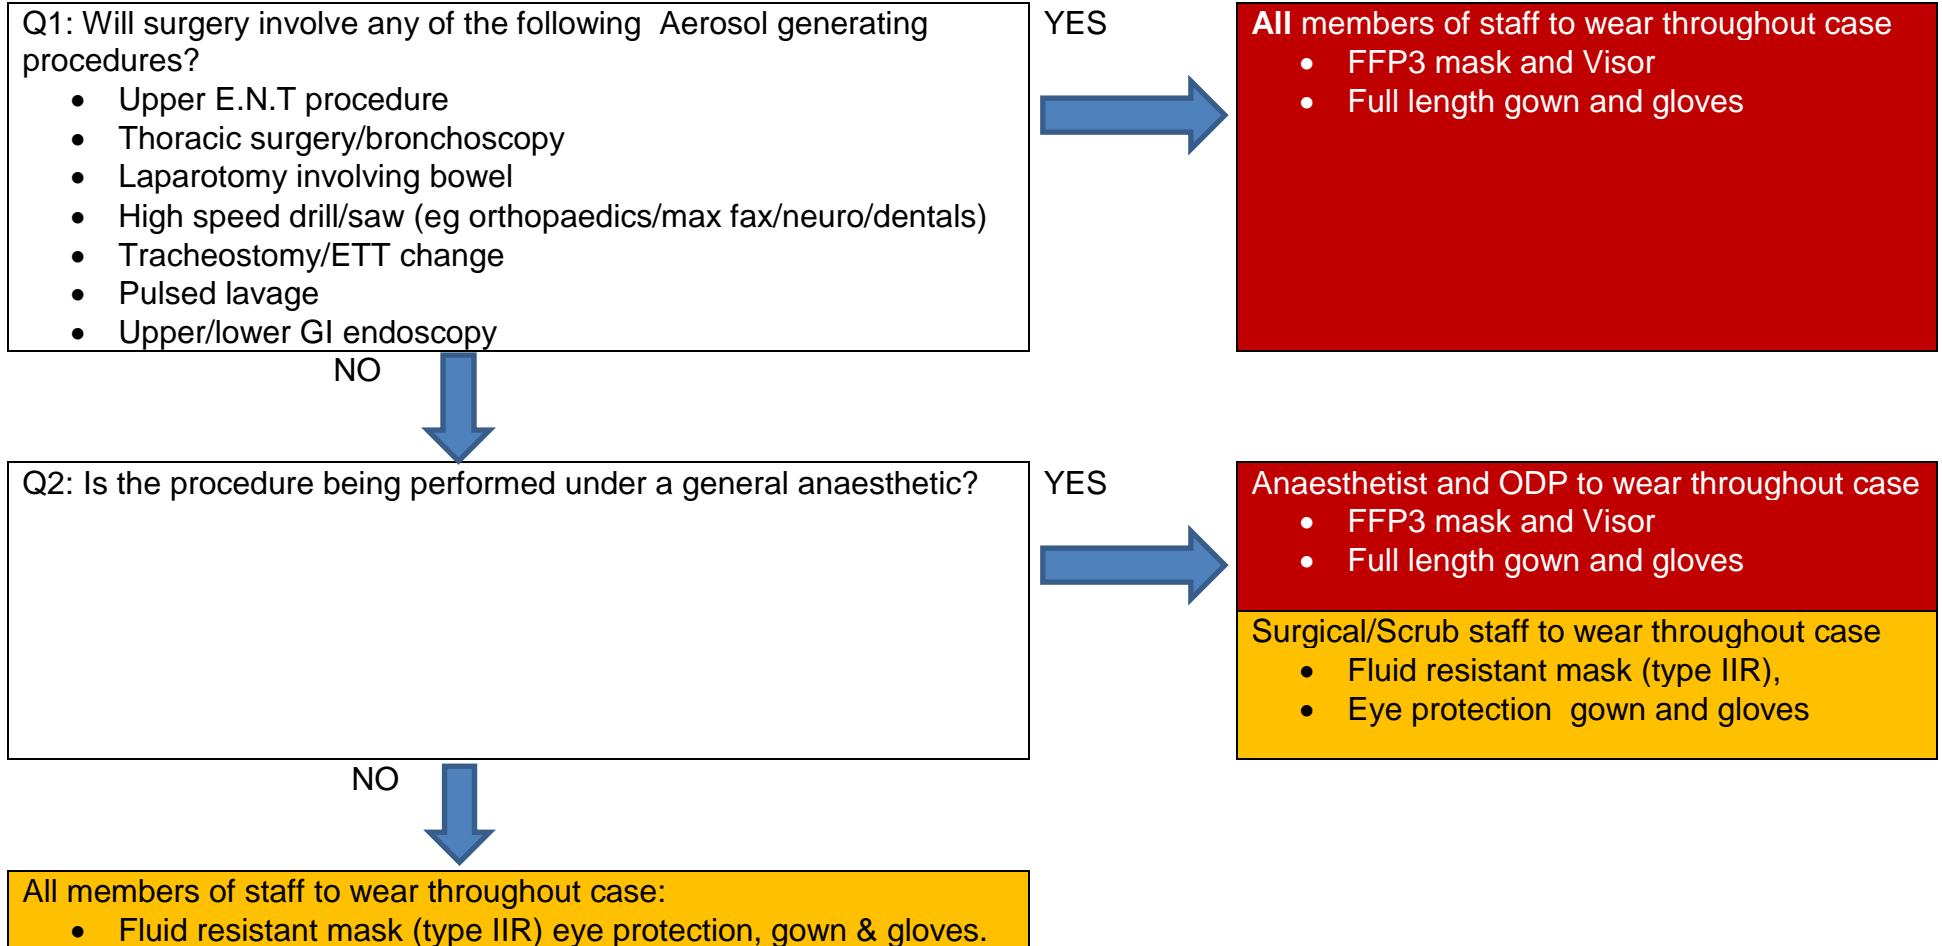 Q1: Will surgery involve any of the following  Aerosol generating
procedures?
• Upper E.N.T procedure
• Thoracic surgery/bronchoscopy
• Laparotomy involving bowel
• High speed drill/saw (eg orthopaedics/max fax/neuro/dentals)
• Tracheostomy/ETT change
• Pulsed lavage
• Upper/lower GI endoscopy
YES
All members of staff to wear throughout case
• FFP3 mask and Visor
• Full length gown and gloves
NO
Q2: Is the procedure being performed under a general anaesthetic?
YES
Anaesthetist and ODP to wear throughout case
• FFP3 mask and Visor
• Full length gown and gloves
Surgical/Scrub staff to wear throughout case
• Fluid resistant mask (type IIR),
• Eye protection  gown and gloves
NO
All members of staff to wear throughout case:
• Fluid resistant mask (type IIR) eye protection, gown & gloves.